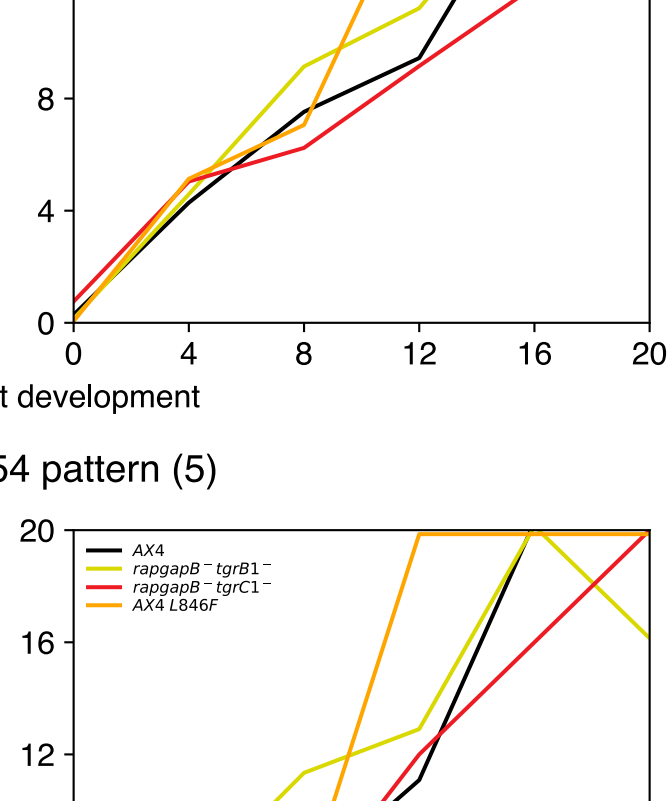 8
4
0
0 4 8 12 16 20
t development
54 pattern (5)
20
AX4
rapgapB⁻tgrB1⁻
rapgapB⁻tgrC1⁻
AX4 L846F
16
12